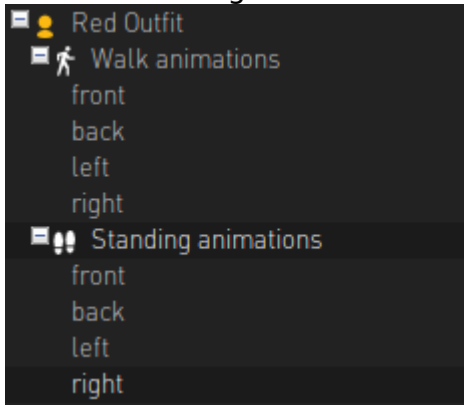 Red Outfit
Walk animations
front
back
left
right
Standing animations
front
back
left
right